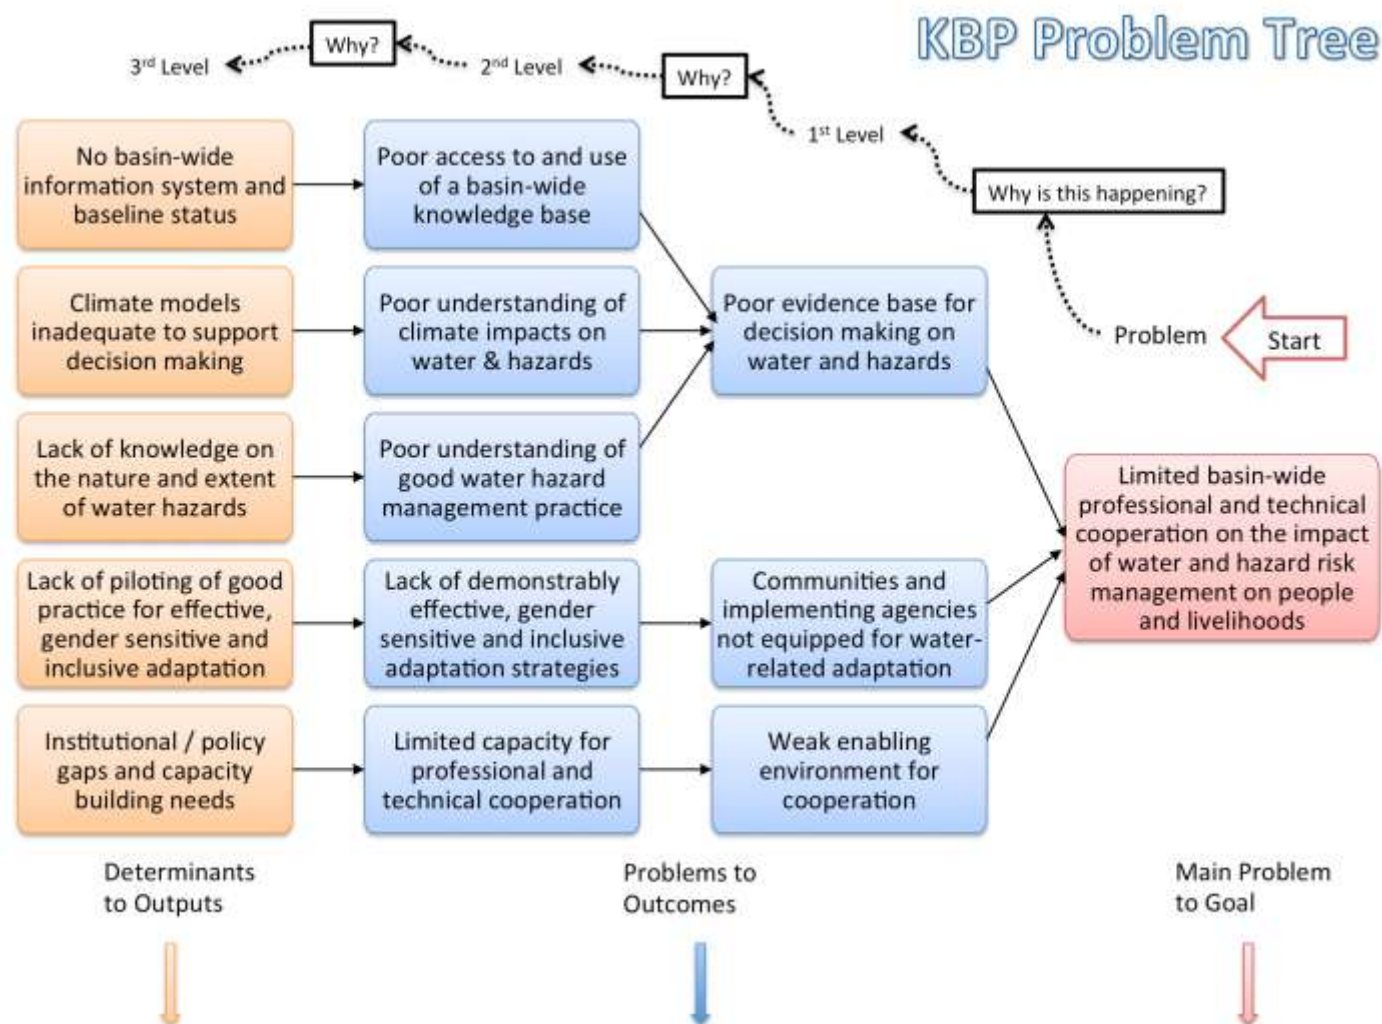 KBP Problem Tree
3rd Level
Why?
2nd Level
Why?
1st Level
Why is this happening?
Problem
Start
No basin-wide
information system and
baseline status
Poor access to and use
of a basin-wide
knowledge base
Climate models
inadequate to support
decision making
Poor understanding of
climate impacts on
water & hazards
Poor evidence base for
decision making on
water and hazards
Lack of knowledge on
the nature and extent
of water hazards
Poor understanding of
good water hazard
management practice
Limited basin-wide
professional and technical
cooperation on the impact
of water and hazard risk
management on people
and livelihoods
Lack of piloting of good
practice for effective,
gender sensitive and
inclusive adaptation
Lack of demonstrably
effective, gender
sensitive and inclusive
adaptation strategies
Communities and
implementing agencies
not equipped for water-
related adaptation
Institutional / policy
gaps and capacity
building needs
Limited capacity for
professional and
technical cooperation
Weak enabling
environment for
cooperation
Determinants
to Outputs
Problems to
Outcomes
Main Problem
to Goal